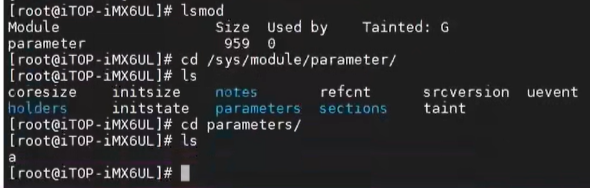 [root@iTOP-iMX6UL]# lsmod
Module                  Size  Used by    Tainted: G
parameter                959  0
[root@iTOP-iMX6UL]# cd /sys/module/parameter/
[root@iTOP-iMX6UL]# ls
coresize    initsize    notes       refcnt      srcversion  uevent
holders     initstate   parameters  sections    taint
[root@iTOP-iMX6UL]# cd parameters/
[root@iTOP-iMX6UL]# ls
a
[root@iTOP-iMX6UL]#